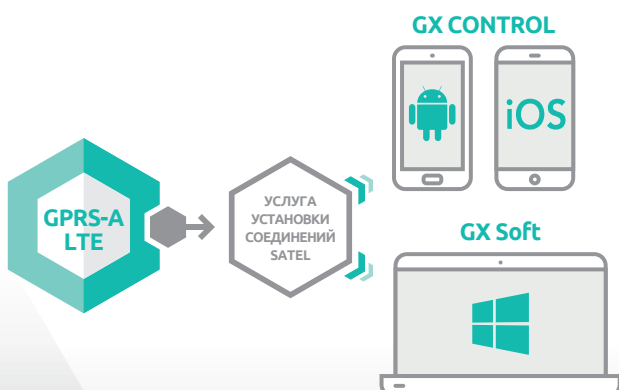 GX CONTROL
iOS
GPRS-A
LTE
УСЛУГА
УСТАНОВКИ
СОЕДИНЕНИЙ
SATEL
GX Soft